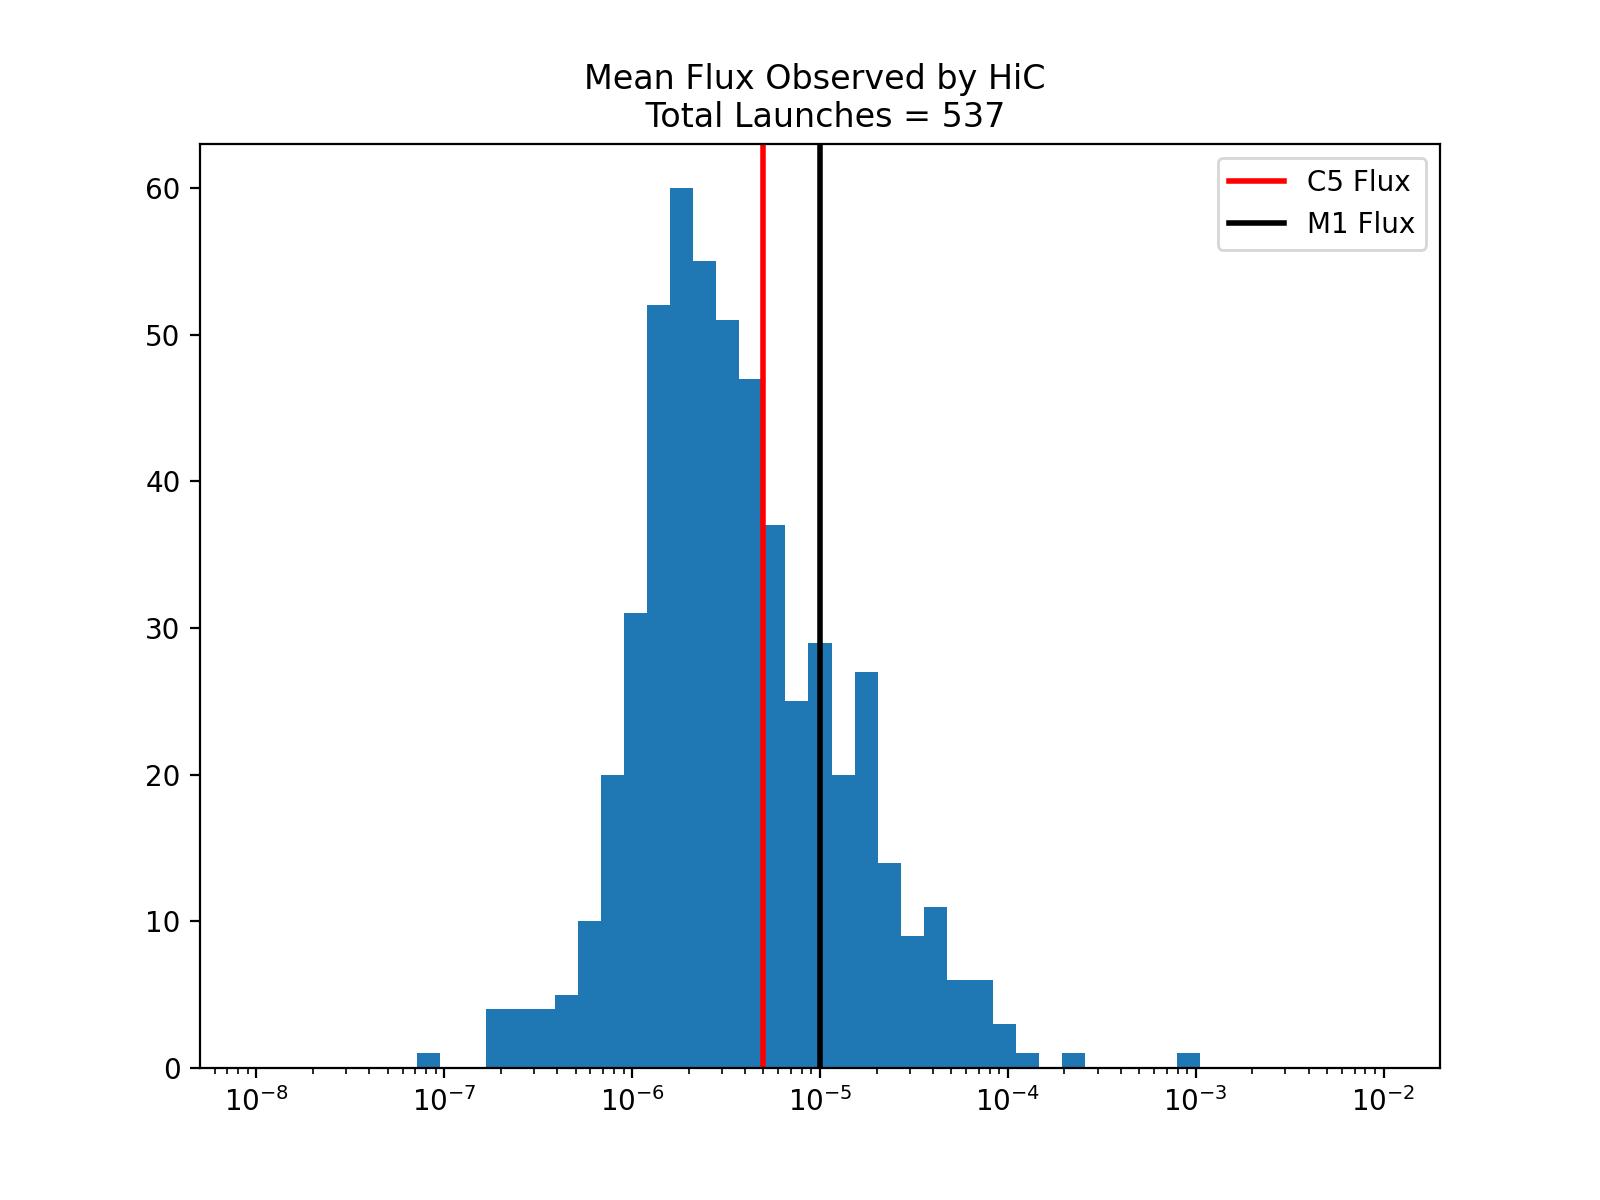 Mean Flux Observed by HiC
Total Launches = 537
C5 Flux
M1 Flux
60
50
40
30
20
10
0
10⁻⁸ 10⁻⁷ 10⁻⁶ 10⁻⁵ 10⁻⁴ 10⁻³ 10⁻²